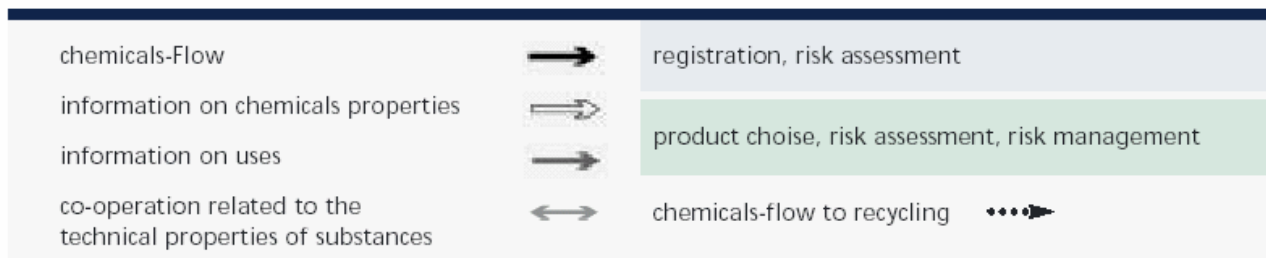 chemicals-Flow
information on chemicals properties
information on uses
co-operation related to the
technical properties of substances
registration, risk assessment
product choise, risk assessment, risk management
chemicals-flow to recycling